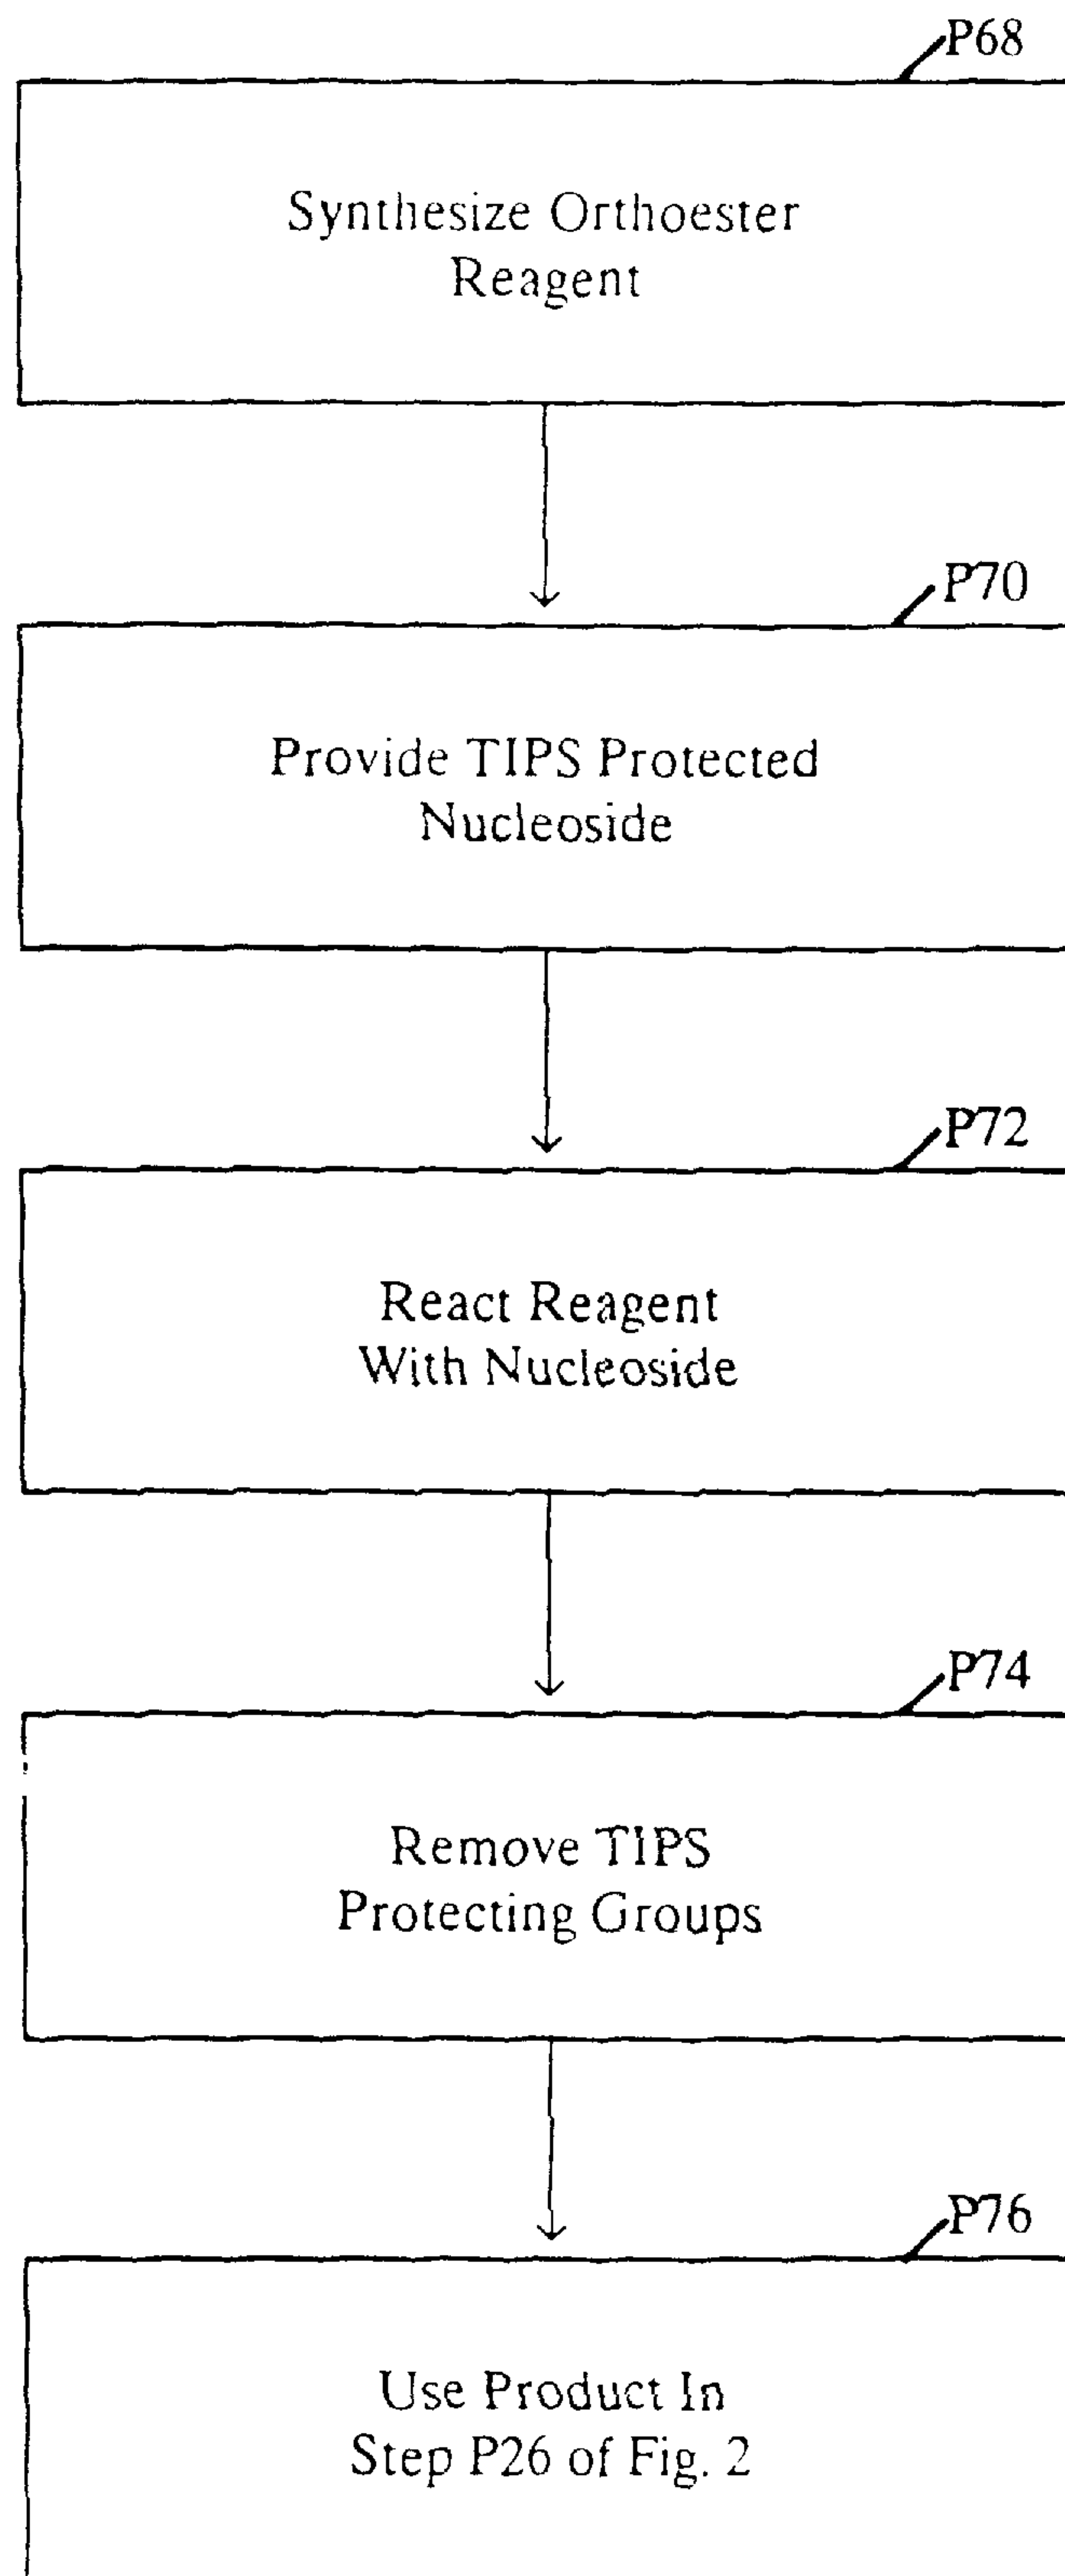 P68
Synthesize Orthoester
Reagent
P70
Provide TIPS Protected
Nucleoside
P72
React Reagent
With Nucleoside
P74
Remove TIPS
Protecting Groups
P76
Use Product In
Step P26 of Fig. 2